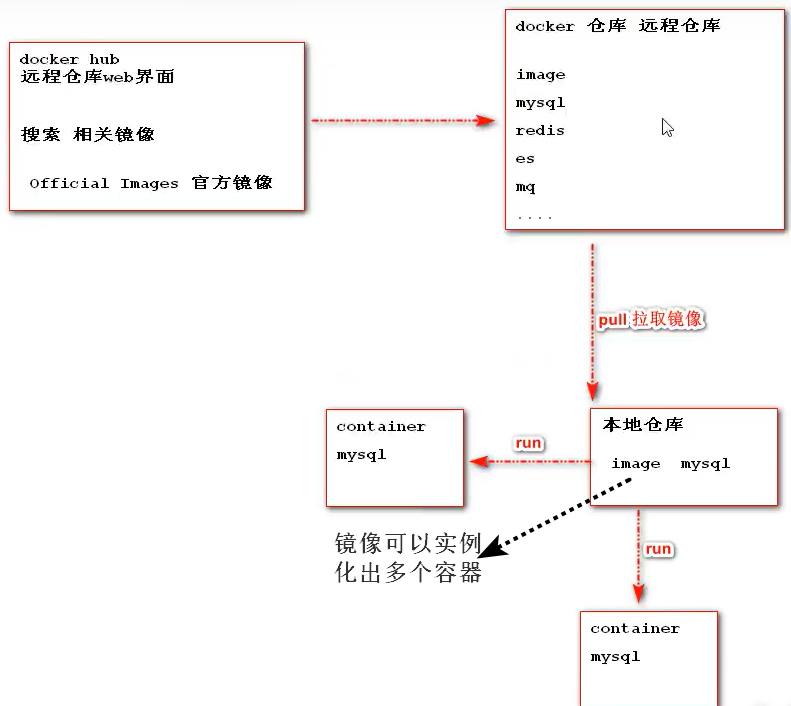 docker hub
远程仓库web界面
搜索 相关镜像
Official Images 官方镜像
docker 仓库 远程仓库
image
mysql
redis
es
mq
....
pull 拉取镜像
本地仓库
image mysql
run
container
mysql
镜像可以实例
化出多个容器
run
container
mysql